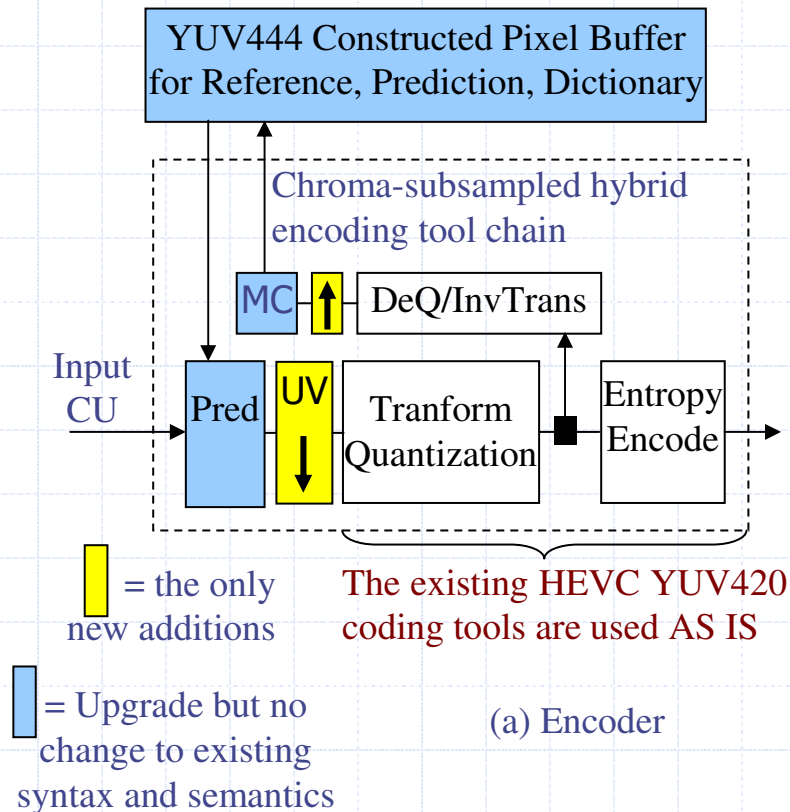 YUV444 Constructed Pixel Buffer
for Reference, Prediction, Dictionary
Chroma-subsampled hybrid
encoding tool chain
MC
DeQ/InvTrans
Input
CU
Pred
UV
Tranform
Quantization
Entropy
Encode
= the only
new additions
The existing HEVC YUV420
coding tools are used AS IS
= Upgrade but no
change to existing
syntax and semantics
(a) Encoder